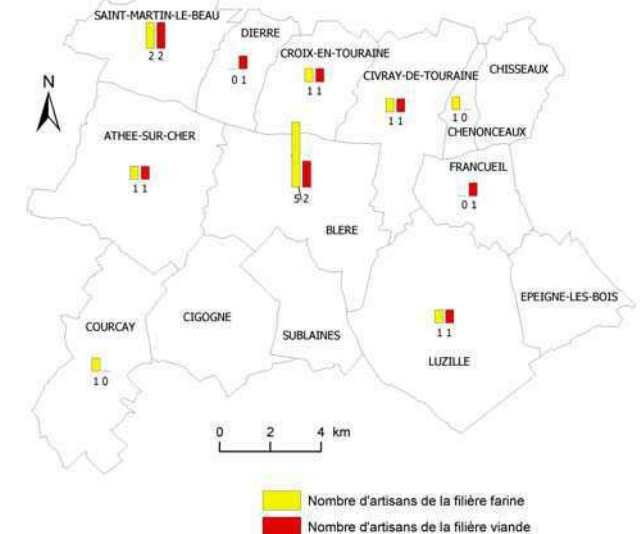 SAINT-MARTIN-LE-BEAU
2 2
DIERRE
0 1
CROIX-EN-TOURAINE
1 1
CIVRAY-DE-TOURAINE
1 1
CHISSEAUX
1 0
CHENONCEAUX
N
ATHEE-SUR-CHER
1 1
5 2
BLERE
FRANCUEIL
0 1
EPEIGNE-LES-BOIS
CIGOGNE
COURCAY
1 0
SUBLAINES
1 1
LUZILLE
0 2 4 km
Nombre d'artisans de la filière farine
Nombre d'artisans de la filière viande